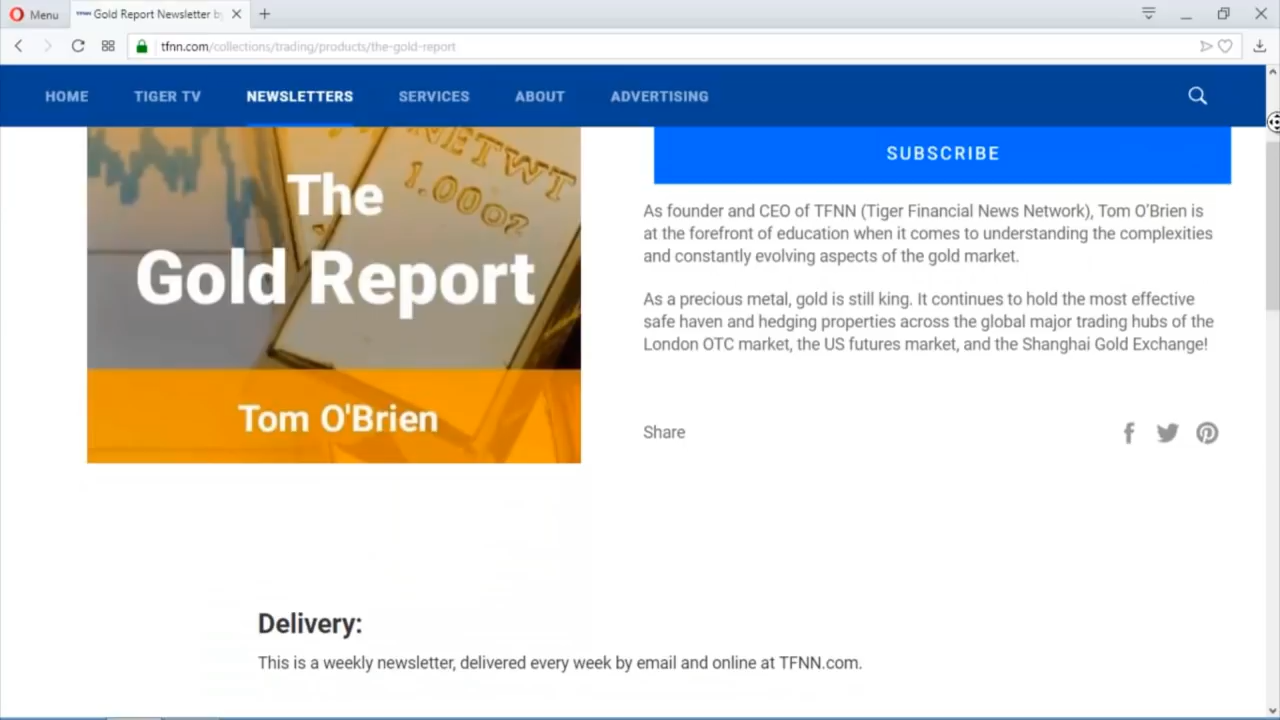 Menu
Gold Report Newsletter b
tfnn.com/collections/trading/products/the-gold-report
HOME TIGER TV NEWSLETTERS SERVICES ABOUT ADVERTISING
NETWT
1.00oz
The
Gold Report
Tom O'Brien
SUBSCRIBE
As founder and CEO of TFNN (Tiger Financial News Network), Tom O'Brien is
at the forefront of education when it comes to understanding the complexities
and constantly evolving aspects of the gold market.
As a precious metal, gold is still king. It continues to hold the most effective
safe haven and hedging properties across the global major trading hubs of the
London OTC market, the US futures market, and the Shanghai Gold Exchange!
Share
Delivery:
This is a weekly newsletter, delivered every week by email and online at TFNN.com.